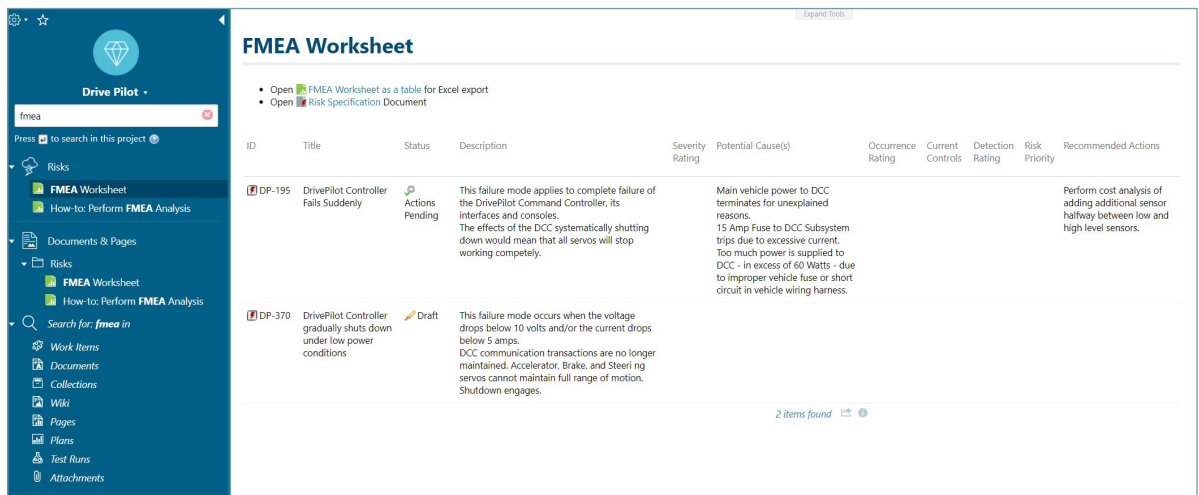 Drive Pilot
fmea
Press to search in this project
Risks
FMEA Worksheet
How-to: Perform FMEA Analysis
Documents & Pages
Risks
FMEA Worksheet
How-to: Perform FMEA Analysis
Search for: fmea in
Work Items
Documents
Collections
Wiki
Pages
Plans
Test Runs
Attachments
Expand Tools
FMEA Worksheet
• Open FMEA Worksheet as a table for Excel export
• Open Risk Specification Document
ID Title Status Description Severity Rating Potential Cause(s) Occurrence Rating Current Controls Detection Rating Risk Priority Recommended Actions
DP-195
DrivePilot Controller
Fails Suddenly
Actions
Pending
This failure mode applies to complete failure of
the DrivePilot Command Controller, its
interfaces and consoles.
The effects of the DCC systematically shutting
down would mean that all servos will stop
working competely.
Main vehicle power to DCC
terminates for unexplained
reasons.
15 Amp Fuse to DCC Subsystem
trips due to excessive current.
Too much power is supplied to
DCC - in excess of 60 Watts - due
to improper vehicle fuse or short
circuit in vehicle wiring harness.
Perform cost analysis of
adding additional sensor
halfway between low and
high level sensors.
DP-370
DrivePilot Controller
gradually shuts down
under low power
conditions
Draft
This failure mode occurs when the voltage
drops below 10 volts and/or the current drops
below 5 amps.
DCC communication transactions are no longer
maintained. Accelerator, Brake, and Steeri ng
servos cannot maintain full range of motion.
Shutdown engages.
2 items found